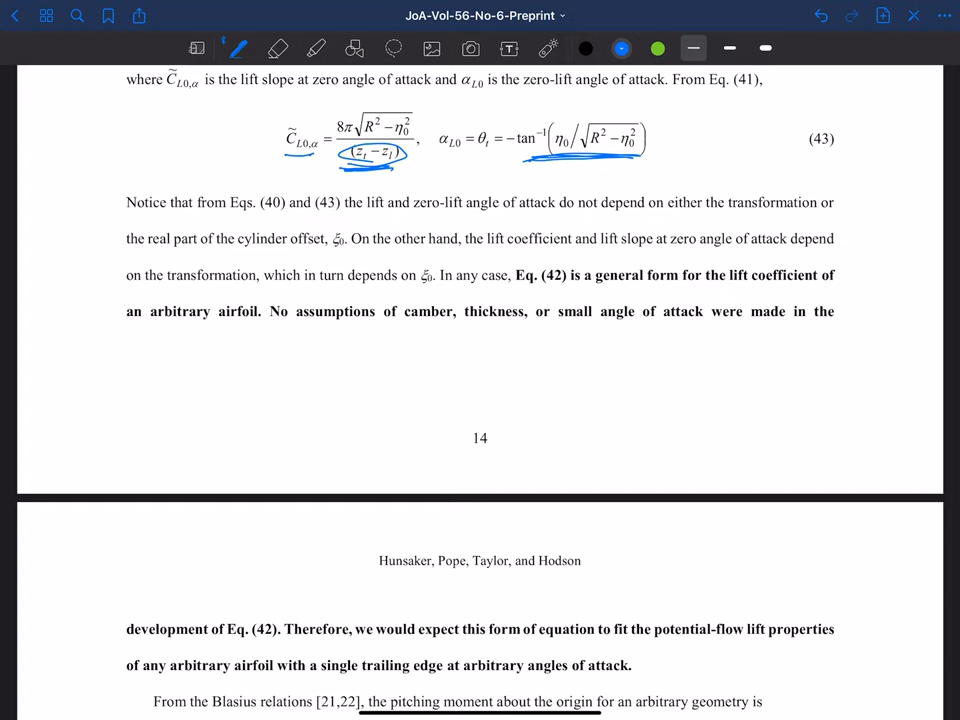 JoA-Vol-56-No-6-Preprint
where C̃_{L0,α} is the lift slope at zero angle of attack and α_{L0} is the zero-lift angle of attack. From Eq. (41),
C̃_{L0,α} = 8π√(R² − η₀²) / (z_t − z_l), α_{L0} = θ_t = −tan⁻¹(η₀/√(R² − η₀²)) (43)
Notice that from Eqs. (40) and (43) the lift and zero-lift angle of attack do not depend on either the transformation or
the real part of the cylinder offset, ξ₀. On the other hand, the lift coefficient and lift slope at zero angle of attack depend
on the transformation, which in turn depends on ξ₀. In any case, Eq. (42) is a general form for the lift coefficient of
an arbitrary airfoil. No assumptions of camber, thickness, or small angle of attack were made in the
14
Hunsaker, Pope, Taylor, and Hodson
development of Eq. (42). Therefore, we would expect this form of equation to fit the potential-flow lift properties
of any arbitrary airfoil with a single trailing edge at arbitrary angles of attack.
From the Blasius relations [21,22], the pitching moment about the origin for an arbitrary geometry is